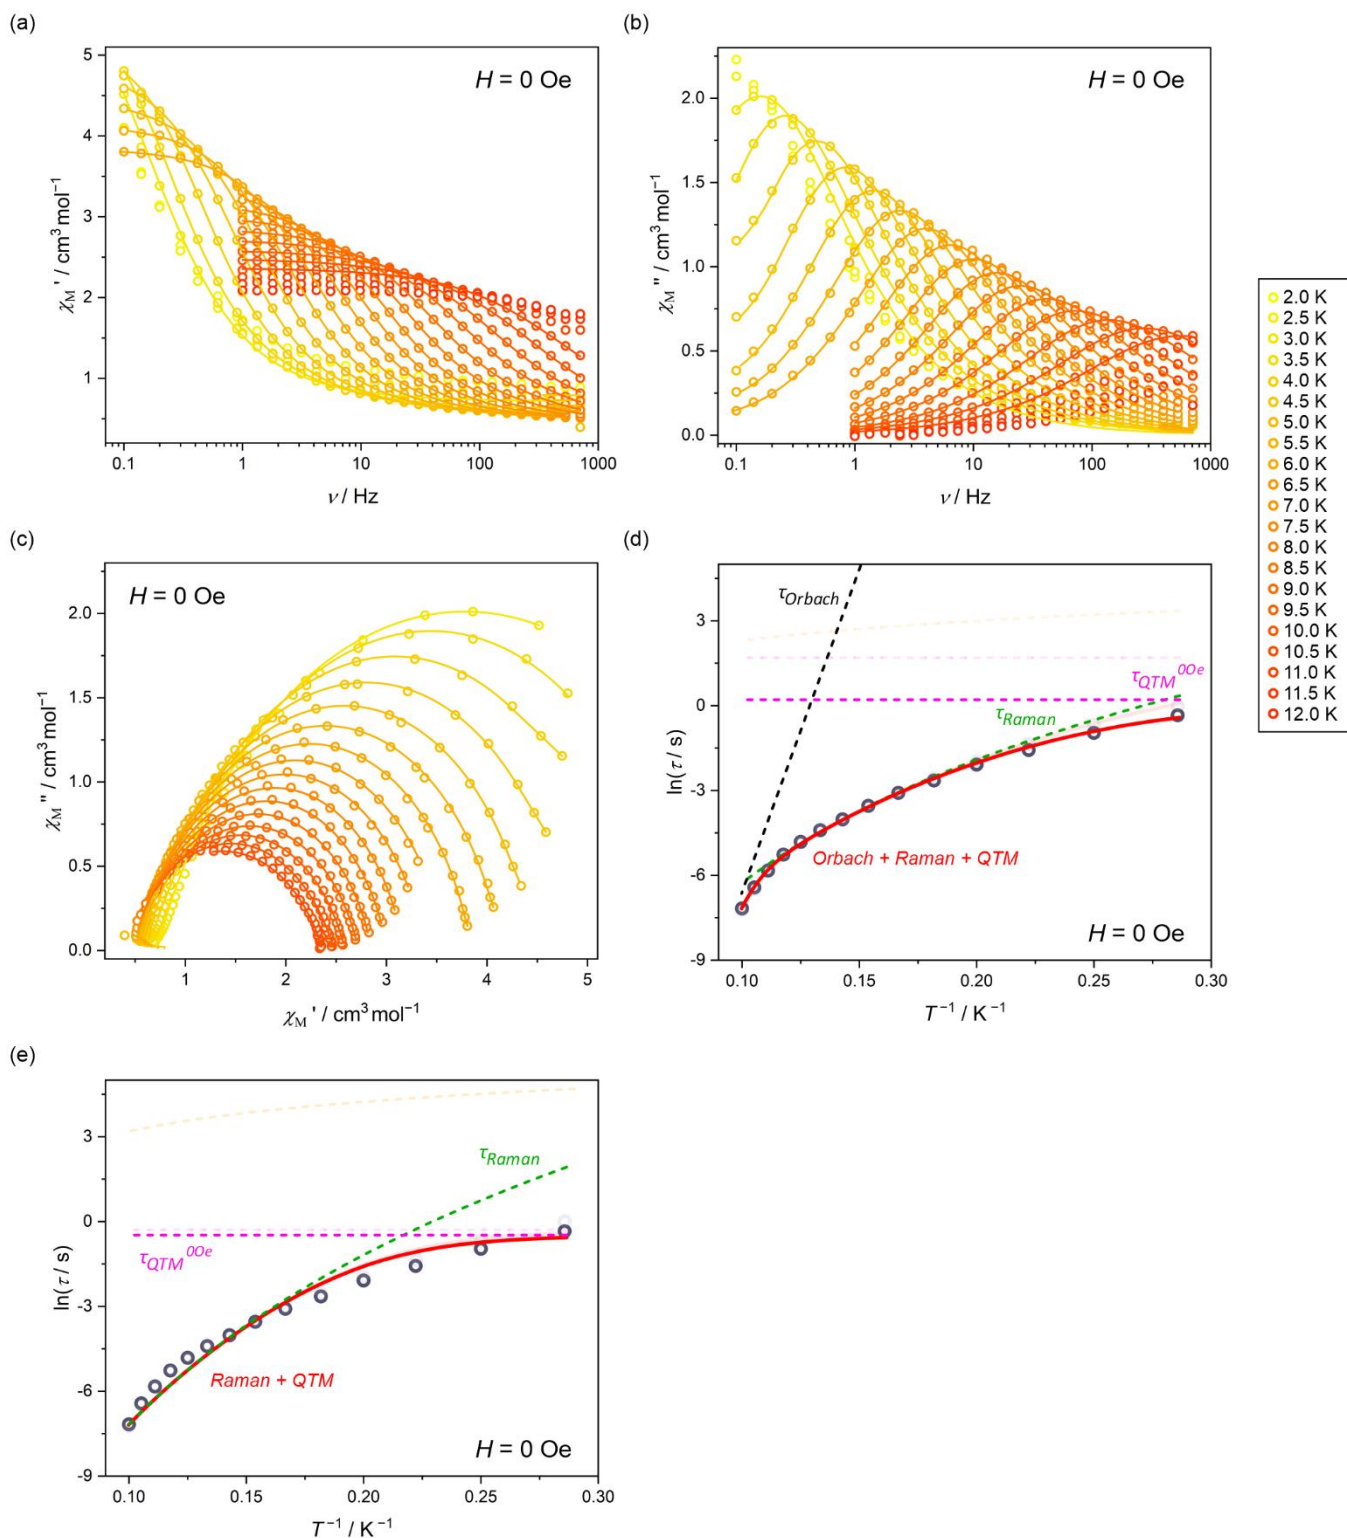 (a)
H = 0 Oe
5
4
3
2
1
χM' / cm³ mol⁻¹
0.1 1 10 100 1000
ν / Hz
(b)
H = 0 Oe
2.0
1.5
1.0
0.5
0.0
χM'' / cm³ mol⁻¹
0.1 1 10 100 1000
ν / Hz
2.0 K
2.5 K
3.0 K
3.5 K
4.0 K
4.5 K
5.0 K
5.5 K
6.0 K
6.5 K
7.0 K
7.5 K
8.0 K
8.5 K
9.0 K
9.5 K
10.0 K
10.5 K
11.0 K
11.5 K
12.0 K
(c)
H = 0 Oe
2.0
1.5
1.0
0.5
0.0
χM'' / cm³ mol⁻¹
1 2 3 4 5
χM' / cm³ mol⁻¹
(d)
τOrbach
τQTM 0Oe
τRaman
Orbach + Raman + QTM
H = 0 Oe
3
0
-3
-6
-9
ln(τ / s)
0.10 0.15 0.20 0.25 0.30
T⁻¹ / K⁻¹
(e)
τRaman
τQTM 0Oe
Raman + QTM
H = 0 Oe
3
0
-3
-6
-9
ln(τ / s)
0.10 0.15 0.20 0.25 0.30
T⁻¹ / K⁻¹